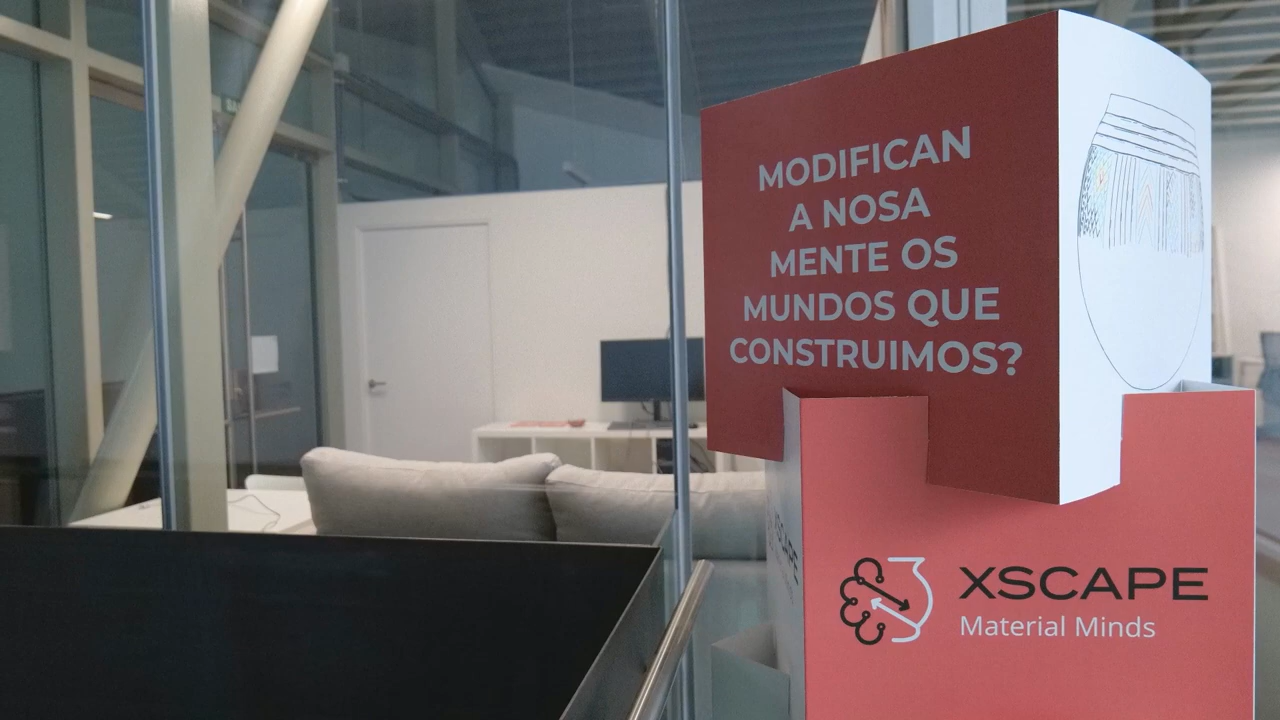 MODIFICAN
A NOSA
MENTE OS
MUNDOS QUE
CONSTRUIMOS?
XSCAPE
Material Minds